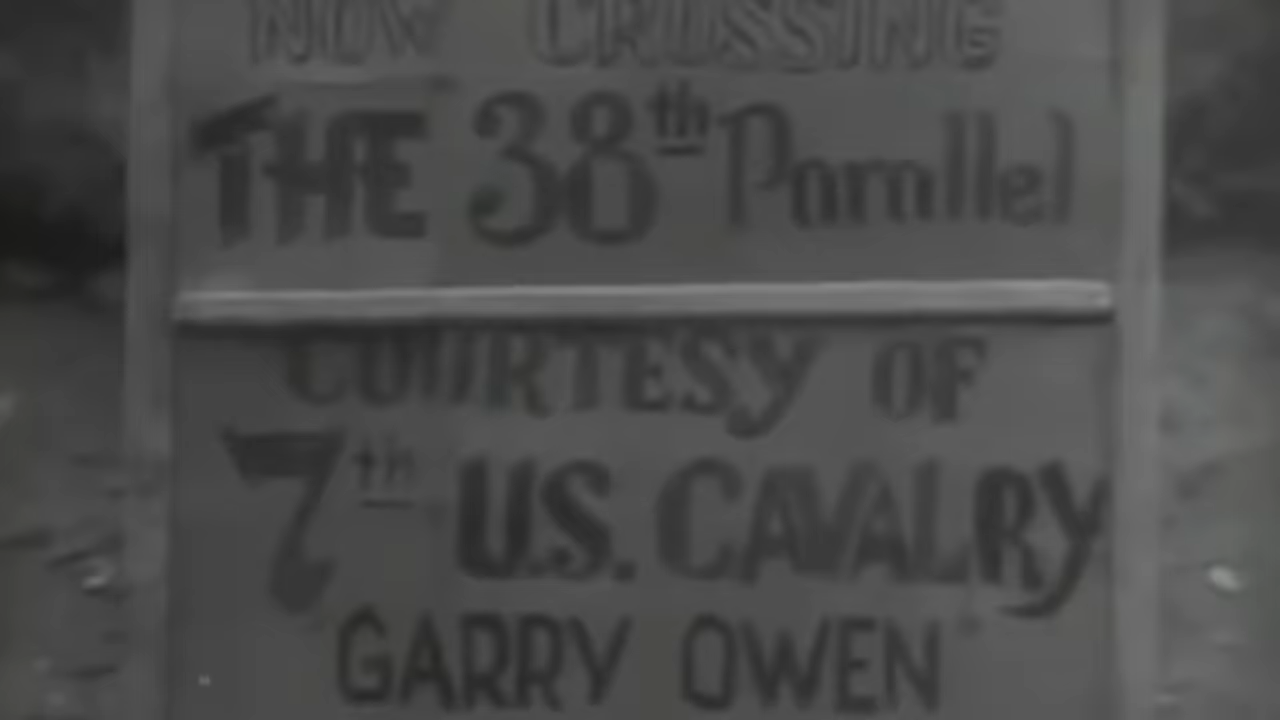 NOW CROSSING
THE 38th Parallel
COURTESY OF
7th U.S. CAVALRY
"GARRY OWEN"